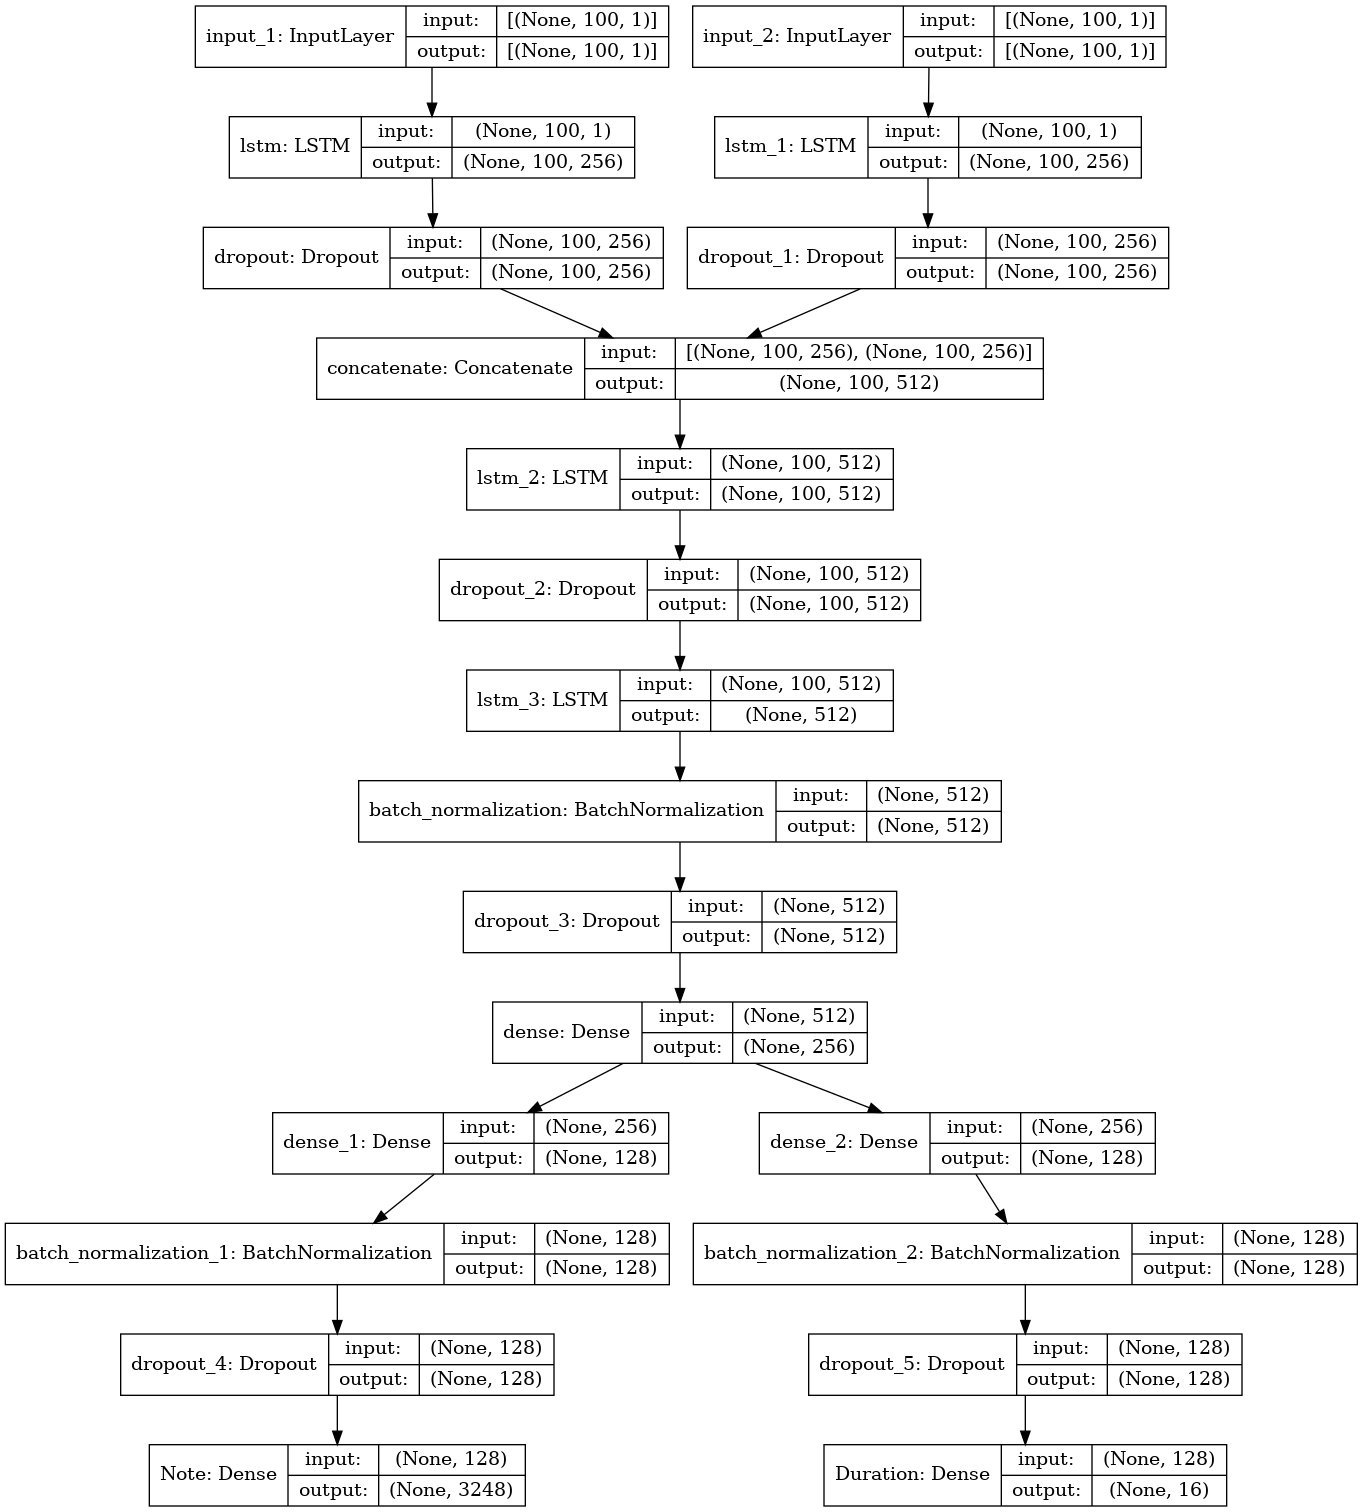 input_1: InputLayer input: [(None, 100, 1)] output: [(None, 100, 1)]
input_2: InputLayer input: [(None, 100, 1)] output: [(None, 100, 1)]
lstm: LSTM input: (None, 100, 1) output: (None, 100, 256)
lstm_1: LSTM input: (None, 100, 1) output: (None, 100, 256)
dropout: Dropout input: (None, 100, 256) output: (None, 100, 256)
dropout_1: Dropout input: (None, 100, 256) output: (None, 100, 256)
concatenate: Concatenate input: [(None, 100, 256), (None, 100, 256)] output: (None, 100, 512)
lstm_2: LSTM input: (None, 100, 512) output: (None, 100, 512)
dropout_2: Dropout input: (None, 100, 512) output: (None, 100, 512)
lstm_3: LSTM input: (None, 100, 512) output: (None, 512)
batch_normalization: BatchNormalization input: (None, 512) output: (None, 512)
dropout_3: Dropout input: (None, 512) output: (None, 512)
dense: Dense input: (None, 512) output: (None, 256)
dense_1: Dense input: (None, 256) output: (None, 128)
dense_2: Dense input: (None, 256) output: (None, 128)
batch_normalization_1: BatchNormalization input: (None, 128) output: (None, 128)
batch_normalization_2: BatchNormalization input: (None, 128) output: (None, 128)
dropout_4: Dropout input: (None, 128) output: (None, 128)
dropout_5: Dropout input: (None, 128) output: (None, 128)
Note: Dense input: (None, 128) output: (None, 3248)
Duration: Dense input: (None, 128) output: (None, 16)